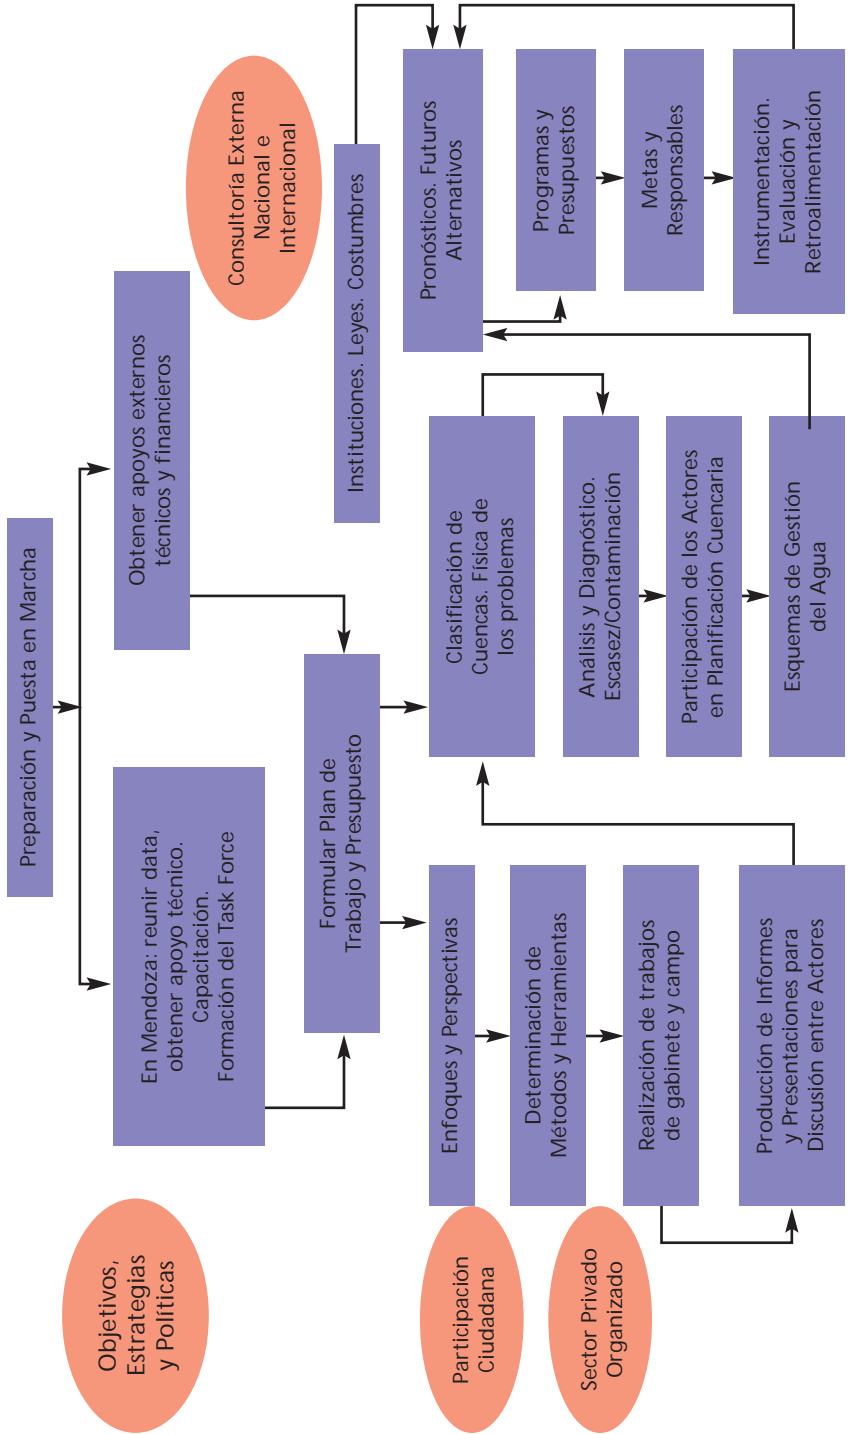 Preparación y Puesta en Marcha
Objetivos,
Estrategias
y Políticas
En Mendoza: reunir data,
obtener apoyo técnico.
Capacitación.
Formación del Task Force
Obtener apoyos externos
técnicos y financieros
Consultoría Externa
Nacional e
Internacional
Formular Plan de
Trabajo y Presupuesto
Instituciones. Leyes. Costumbres
Participación
Ciudadana
Sector Privado
Organizado
Enfoques y Perspectivas
Determinación de
Métodos y Herramientas
Realización de trabajos
de gabinete y campo
Producción de Informes
y Presentaciones para
Discusión entre Actores
Clasificación de
Cuencas. Física de
los problemas
Análisis y Diagnóstico.
Escasez/Contaminación
Participación de los Actores
en Planificación Cuencaria
Esquemas de Gestión
del Agua
Pronósticos. Futuros
Alternativos
Programas y
Presupuestos
Metas y
Responsables
Instrumentación.
Evaluación y
Retroalimentación